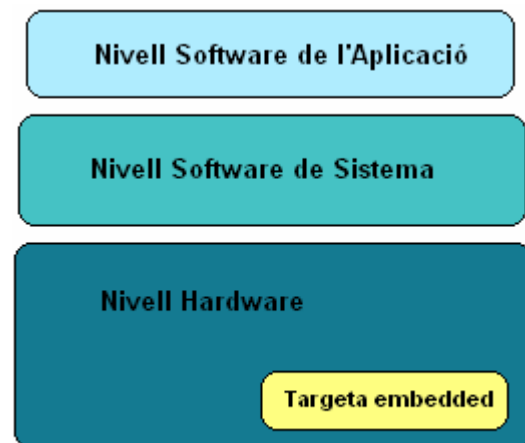 Nivell Software de l'Aplicació
Nivell Software de Sistema
Nivell Hardware
Targeta embedded